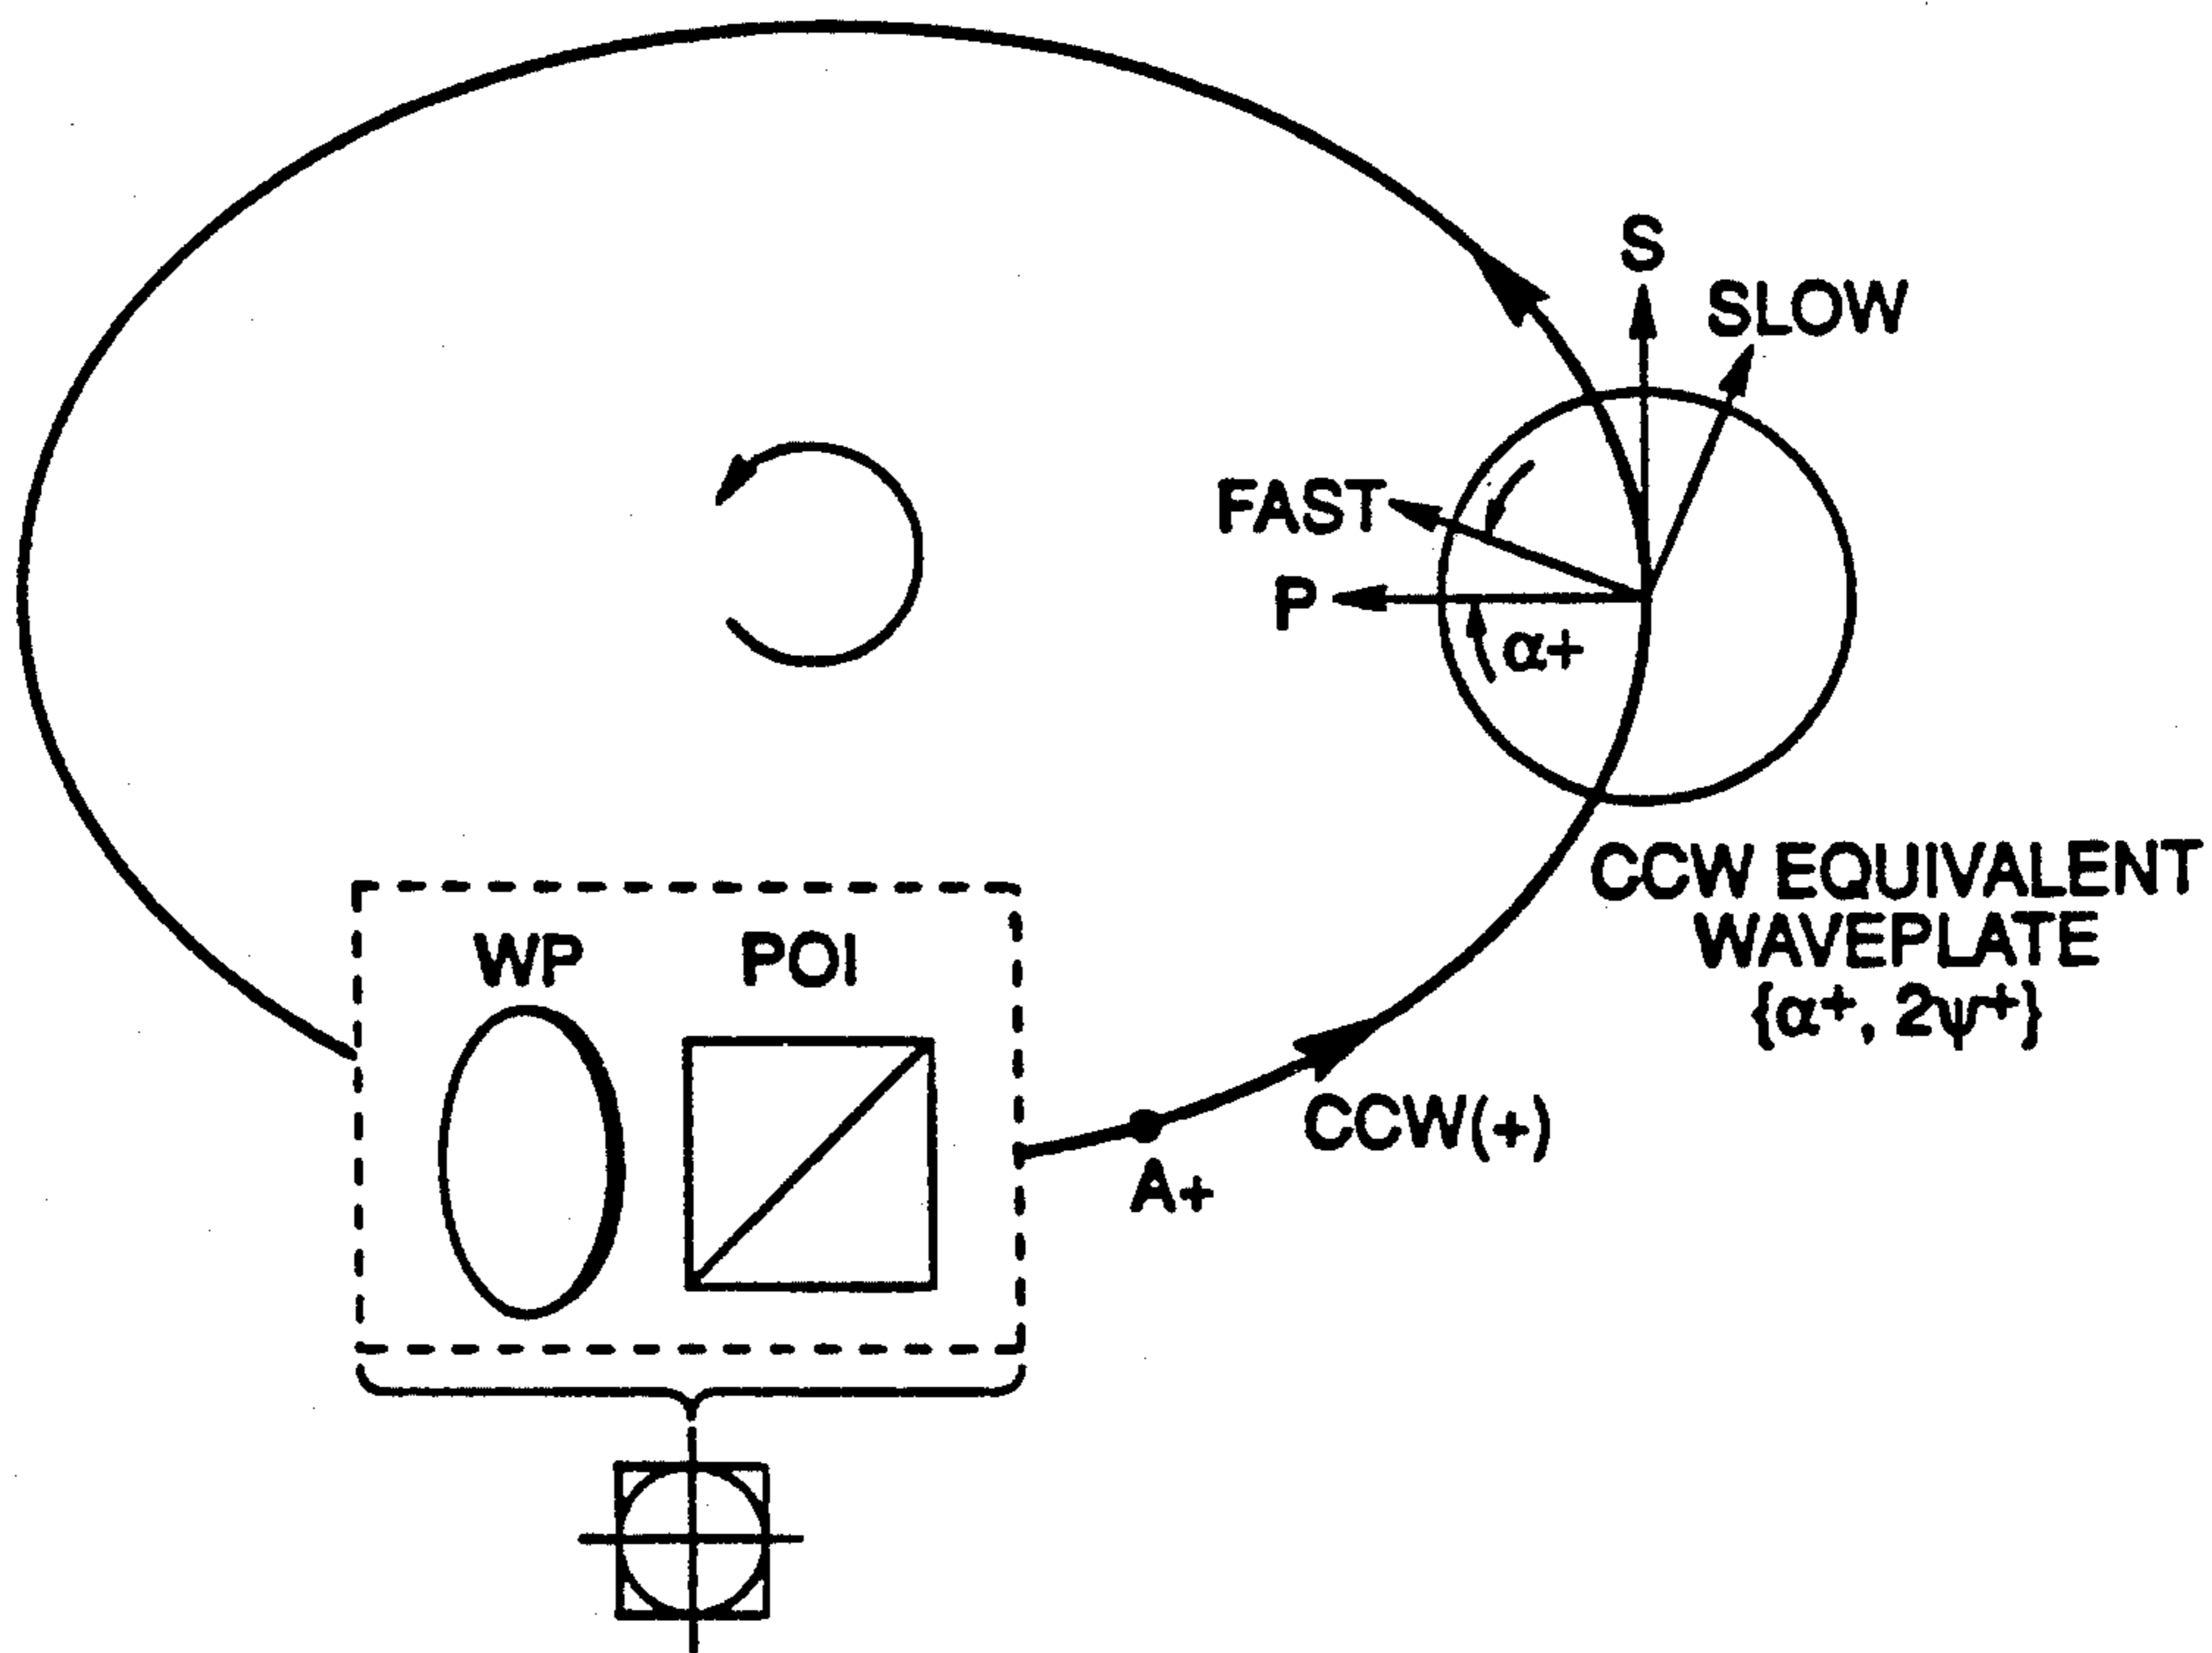 S
SLOW
FAST
P
α+
CCW EQUIVALENT
WAVEPLATE
{α+, 2ψ+}
WP POI
CCW(+)
A+